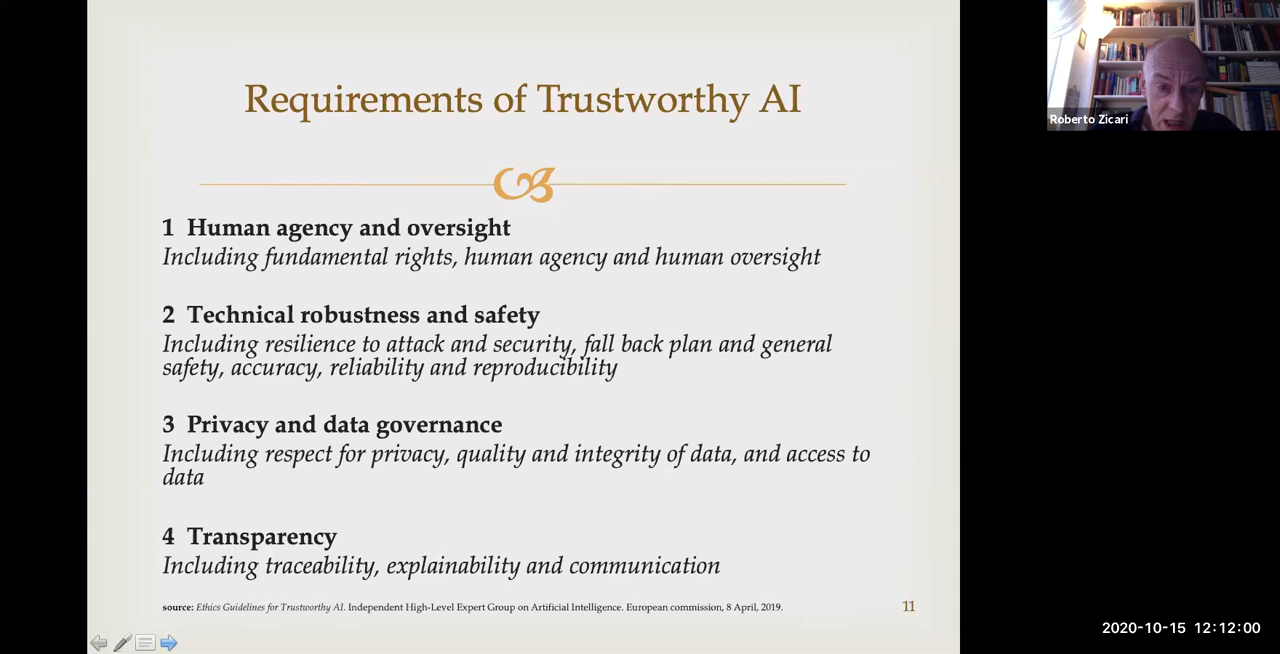 Requirements of Trustworthy AI
1 Human agency and oversight
Including fundamental rights, human agency and human oversight
2 Technical robustness and safety
Including resilience to attack and security, fall back plan and general
safety, accuracy, reliability and reproducibility
3 Privacy and data governance
Including respect for privacy, quality and integrity of data, and access to
data
4 Transparency
Including traceability, explainability and communication
source: Ethics Guidelines for Trustworthy AI. Independent High-Level Expert Group on Artificial Intelligence. European commission, 8 April, 2019.
11
Roberto Zicari
2020-10-15 12:12:00